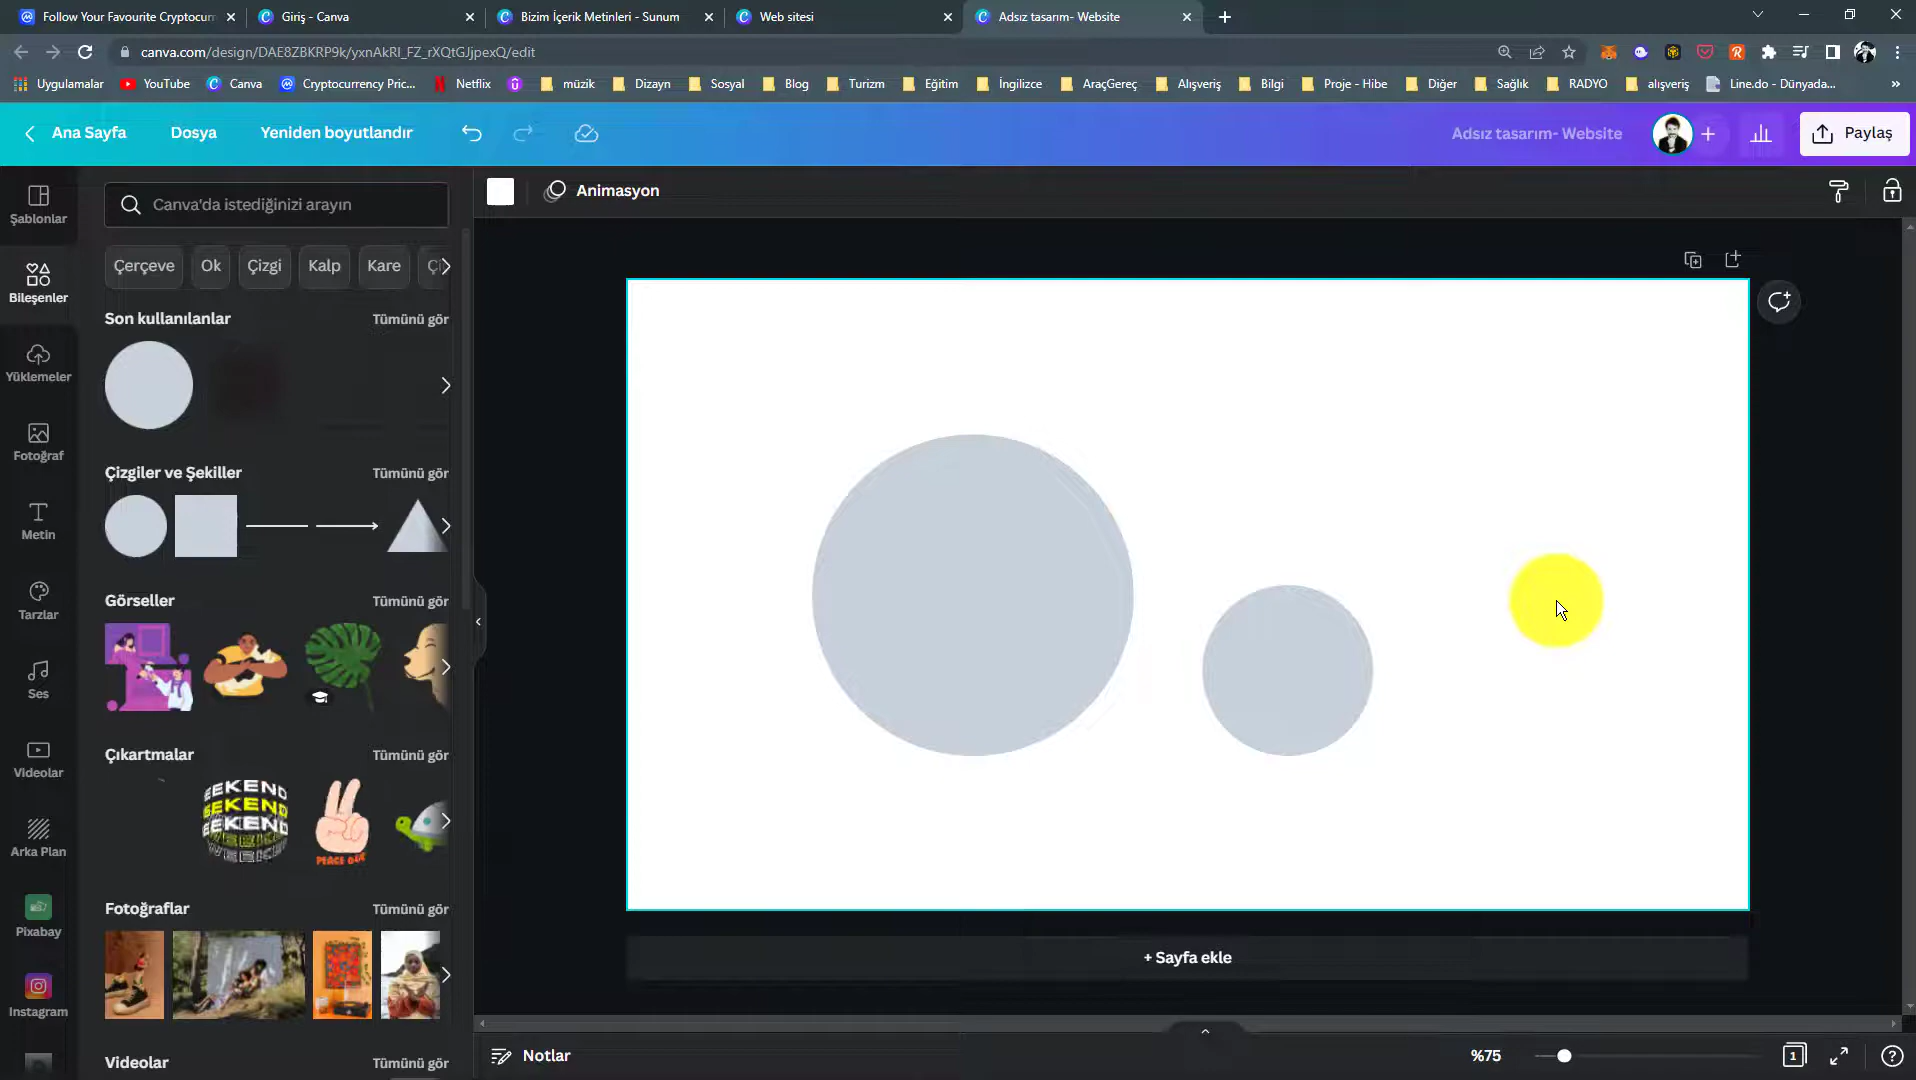 Follow Your Favourite Cryptocurr
Giriş - Canva
Bizim İçerik Metinleri - Sunum
Web sitesi
Adsız tasarım- Website
canva.com/design/DAE8ZBKRP9k/yxnAkRI_FZ_rXQtGJjpexQ/edit
Uygulamalar
YouTube
Canva
Cryptocurrency Pric...
Netflix
müzik
Dizayn
Sosyal
Blog
Turizm
Eğitim
İngilizce
AraçGereç
Alışveriş
Bilgi
Proje - Hibe
Diğer
Sağlık
RADYO
alışveriş
Line.do - Dünyada...
Ana Sayfa
Dosya
Yeniden boyutlandır
Adsız tasarım- Website
Paylaş
Şablonlar
Bileşenler
Yüklemeler
Fotoğraf
Metin
Tarzlar
Ses
Videolar
Arka Plan
Pixabay
Instagram
Canva'da istediğinizi arayın
Çerçeve
Ok
Çizgi
Kalp
Kare
Son kullanılanlar
Tümünü gör
Çizgiler ve Şekiller
Tümünü gör
Görseller
Tümünü gör
Çıkartmalar
Tümünü gör
EEKEND
PEACE OUT
Fotoğraflar
Tümünü gör
Videolar
Tümünü gör
Animasyon
+ Sayfa ekle
Notlar
%75
1